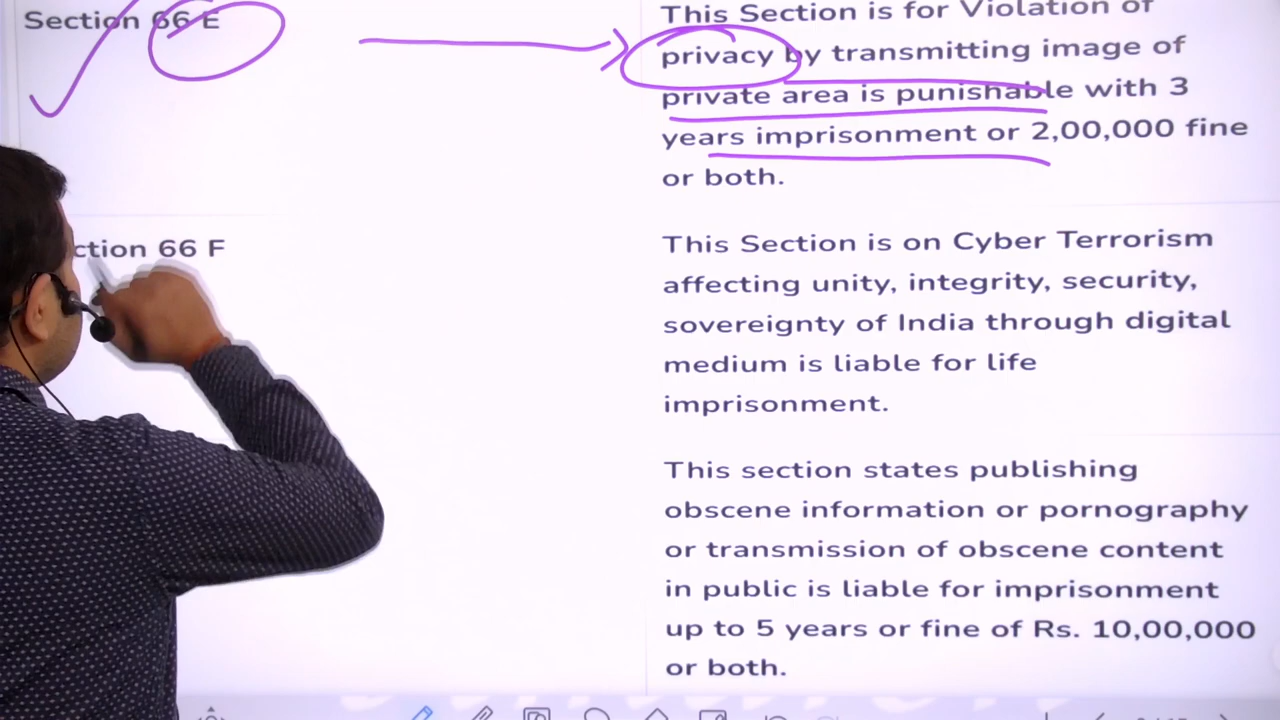 Section 66 E
This Section is for Violation of
privacy by transmitting image of
private area is punishable with 3
years imprisonment or 2,00,000 fine
or both.
ction 66 F
This Section is on Cyber Terrorism
affecting unity, integrity, security,
sovereignty of India through digital
medium is liable for life
imprisonment.
This section states publishing
obscene information or pornography
or transmission of obscene content
in public is liable for imprisonment
up to 5 years or fine of Rs. 10,00,000
or both.